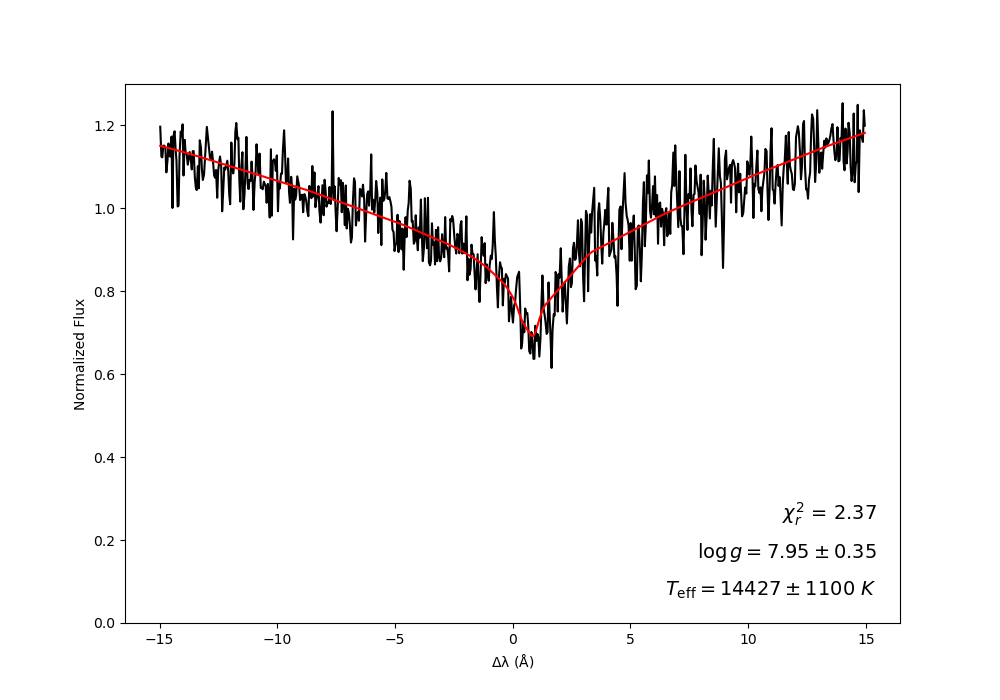 1.2
1.0
0.8
0.6
0.4
0.2
0.0
Normalized Flux
χ²ᵣ = 2.37
log g = 7.95 ± 0.35
T_eff = 14427 ± 1100 K
−15 −10 −5 0 5 10 15
Δλ (Å)